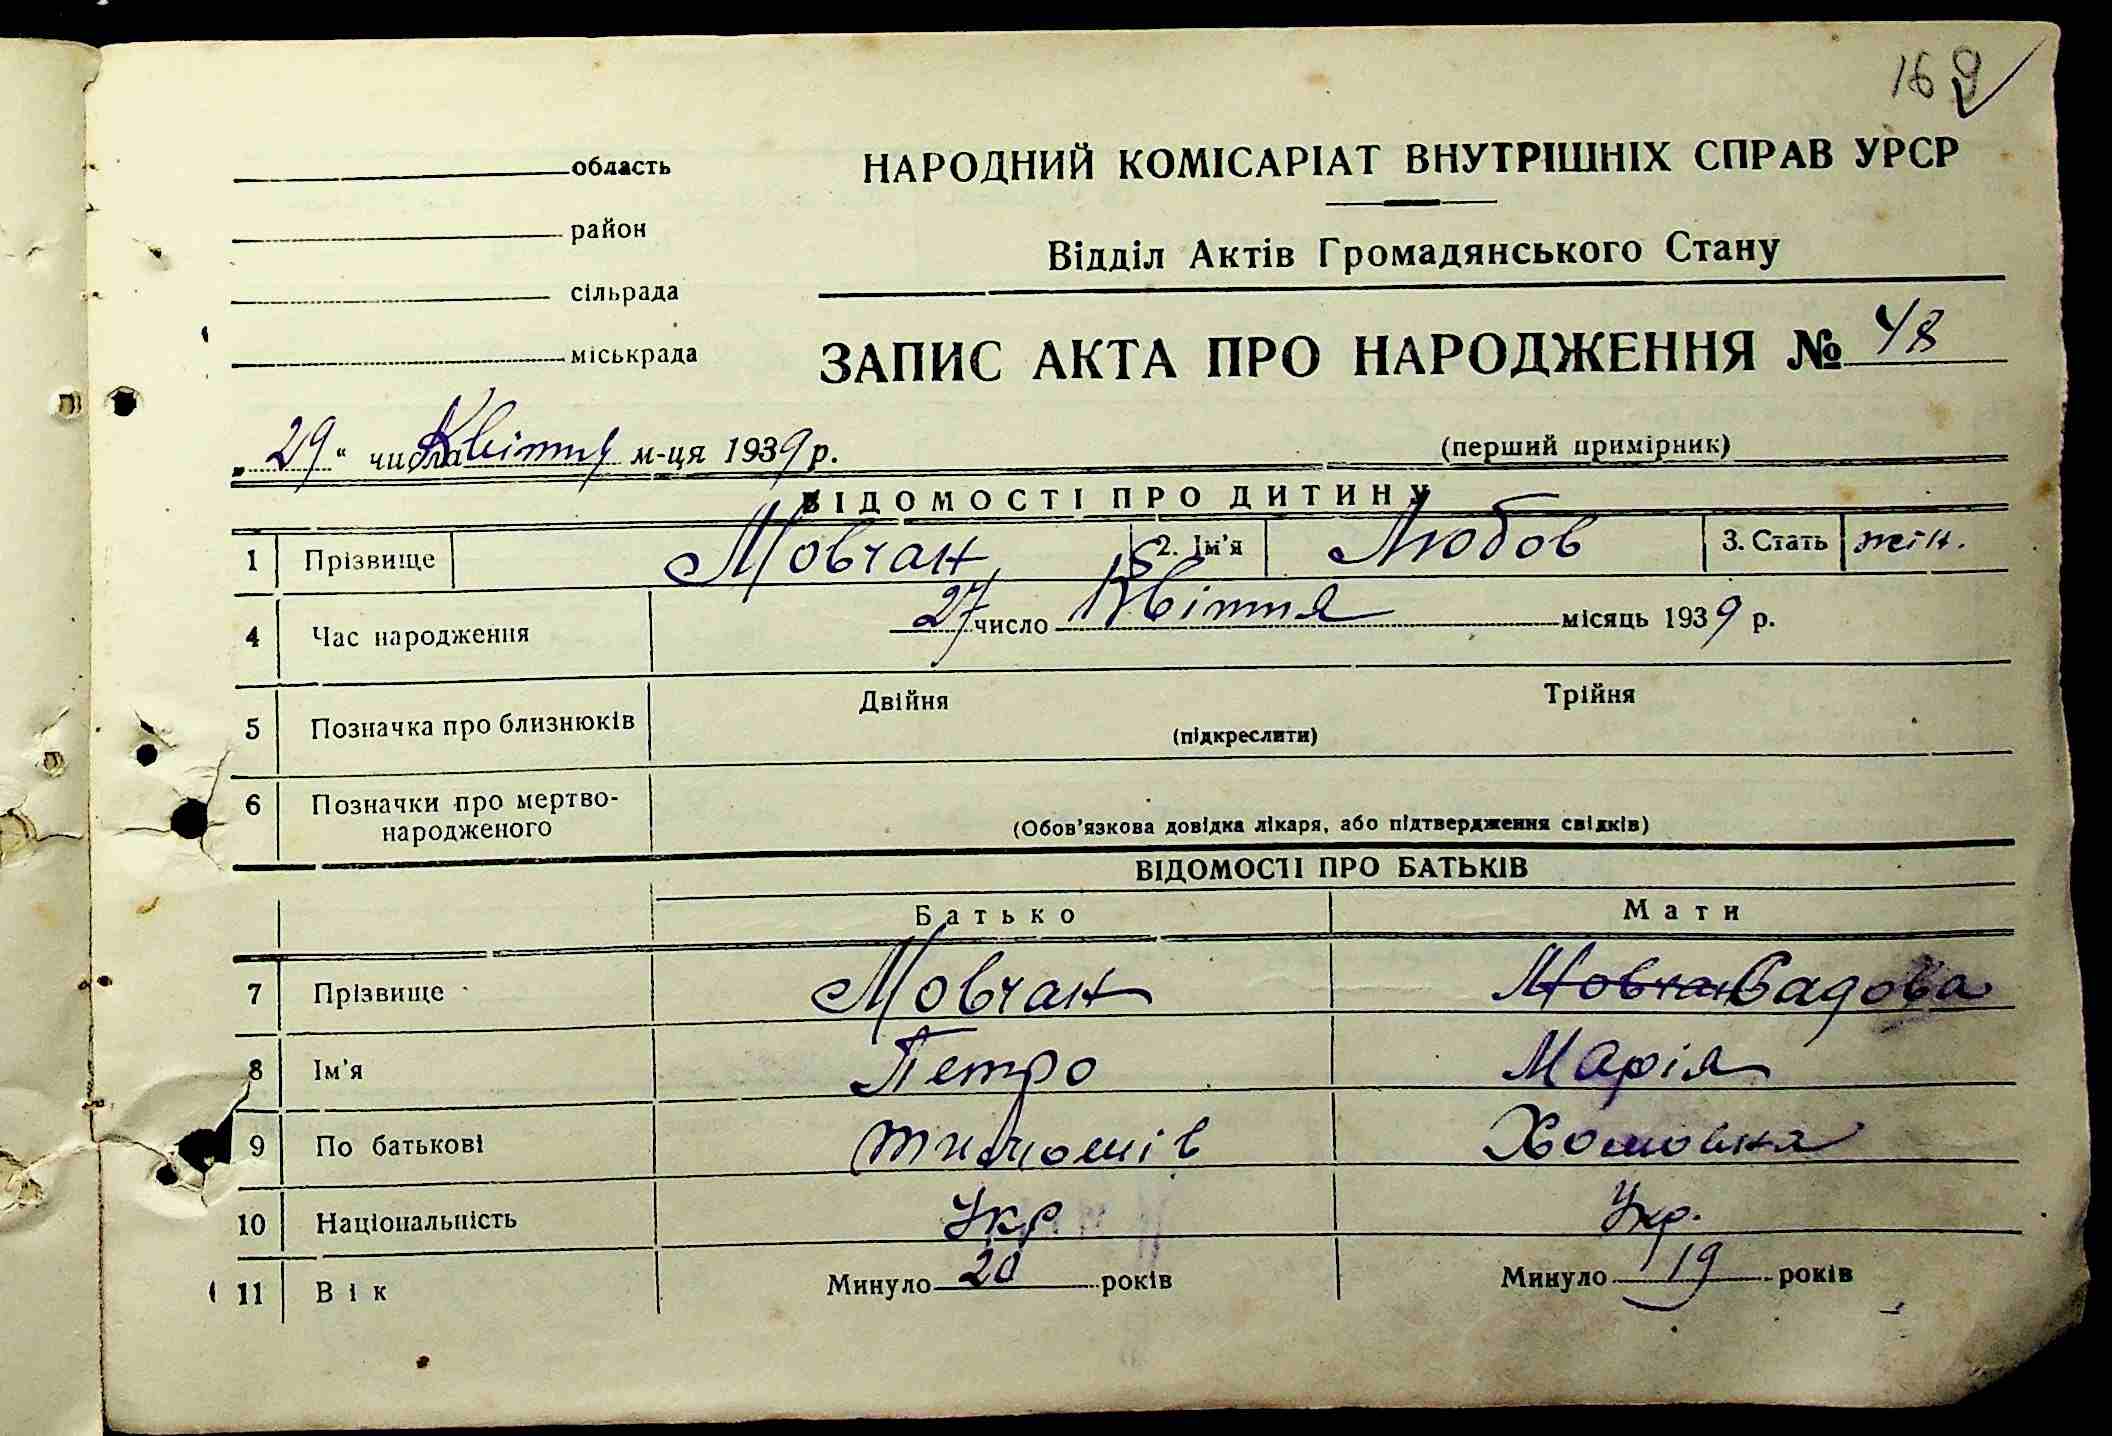 169
область
район
сільрада
міськрада
НАРОДНИЙ КОМІСАРІАТ ВНУТРІШНІХ СПРАВ УРСР
Відділ Актів Громадянського Стану
ЗАПИС АКТА ПРО НАРОДЖЕННЯ № 48
„29“ числа Квітня м-ця 1939 р.
(перший примірник)
ВІДОМОСТІ ПРО ДИТИНУ
1 Прізвище Мовчан 2. Ім'я Любов 3. Стать жін.
4 Час народження 27 число Квітня місяць 1939 р.
5 Позначка про близнюків Двійня Трійня
(підкреслити)
6 Позначки про мертво-
народженого
(Обов'язкова довідка лікаря, або підтвердження свідків)
ВІДОМОСТІ ПРО БАТЬКІВ
Батько Мати
7 Прізвище Мовчан Мовчан Садова
8 Ім'я Петро Марія
9 По батькові Хомовна
10 Національність Укр Укр.
11 Вік Минуло 20 років Минуло 19 років